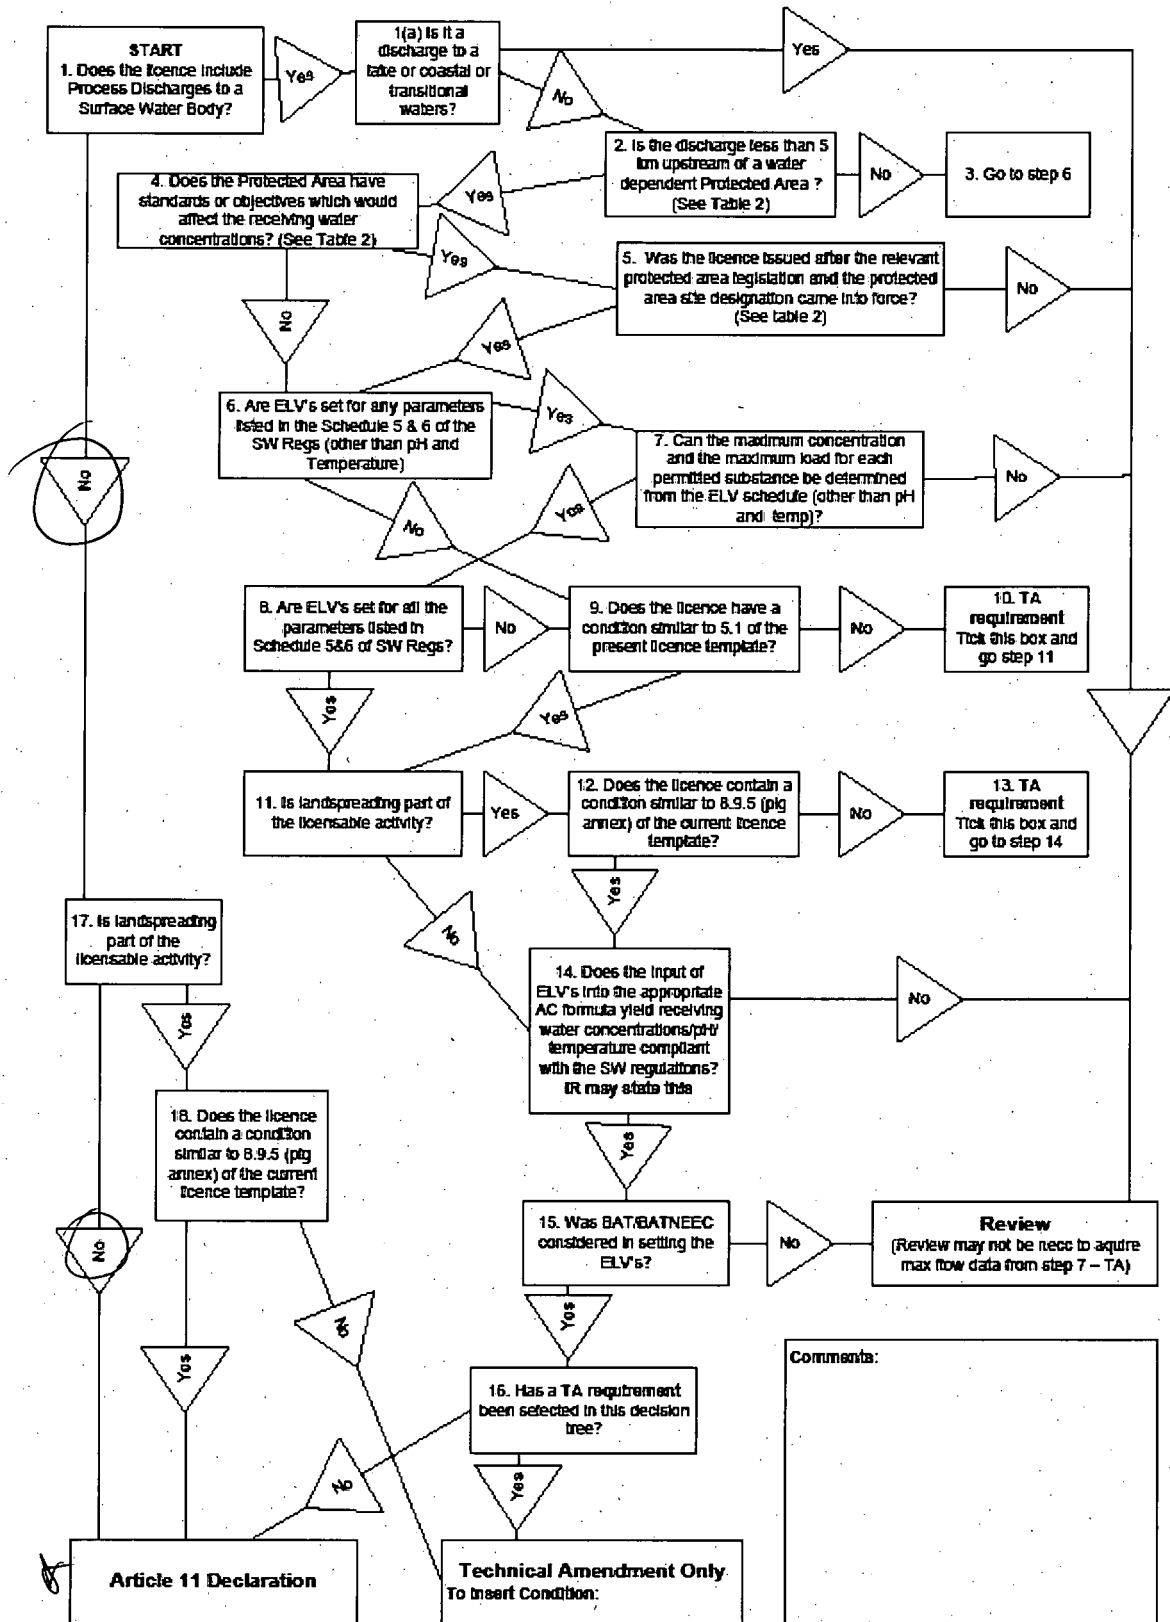 START
1. Does the licence include
Process Discharges to a
Surface Water Body?
Yes
1(a) Is it a
discharge to a
lake or coastal or
transitional
waters?
Yes
No
2. Is the discharge less than 5
km upstream of a water
dependent Protected Area ?
(See Table 2)
No
3. Go to step 6
Yes
4. Does the Protected Area have
standards or objectives which would
affect the receiving water
concentrations? (See Table 2)
Yes
5. Was the licence issued after the relevant
protected area legislation and the protected
area site designation came into force?
(See table 2)
No
No
Yes
6. Are ELV's set for any parameters
listed in the Schedule 5 & 6 of the
SW Regs (other than pH and
Temperature)
Yes
7. Can the maximum concentration
and the maximum load for each
permitted substance be determined
from the ELV schedule (other than pH
and temp)?
No
No
No
Yes
8. Are ELV's set for all the
parameters listed in
Schedule 5&6 of SW Regs?
No
9. Does the licence have a
condition similar to 5.1 of the
present licence template?
No
10. TA
requirement
Tick this box and
go step 11
Yes
Yes
11. Is landspreading part of
the licensable activity?
Yes
12. Does the licence contain a
condition similar to 8.9.5 (pig
annex) of the current licence
template?
No
13. TA
requirement
Tick this box and
go to step 14
No
Yes
17. Is landspreading
part of the
licensable activity?
14. Does the input of
ELV's into the appropriate
AC formula yield receiving
water concentrations/pH/
temperature compliant
with the SW regulations?
IR may state this
No
Yes
Yes
18. Does the licence
contain a condition
similar to 8.9.5 (pig
annex) of the current
licence template?
15. Was BAT/BATNEEC
considered in setting the
ELV's?
No
Review
(Review may not be necc to aquire
max flow data from step 7 – TA)
No
Yes
No
Yes
Comments:
16. Has a TA requirement
been selected in this decision
tree?
No
Yes
Article 11 Declaration
Technical Amendment Only
To Insert Condition: